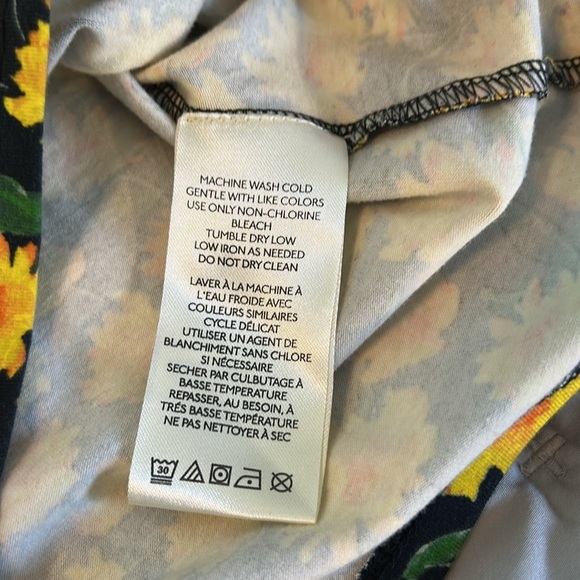 MACHINE WASH COLD
GENTLE WITH LIKE COLORS
USE ONLY NON-CHLORINE
BLEACH
TUMBLE DRY LOW
LOW IRON AS NEEDED
DO NOT DRY CLEAN
LAVER À LA MACHINE À
L'EAU FROIDE AVEC
COULEURS SIMILAIRES
CYCLE DÉLICAT
UTILISER UN AGENT DE
BLANCHIMENT SANS CHLORE
SI NÉCESSAIRE
SECHER PAR CULBUTAGE À
BASSE TEMPERATURE
REPASSER, AU BESOIN, À
TRÉS BASSE TEMPÉRATURE
NE PAS NETTOYER À SEC
30